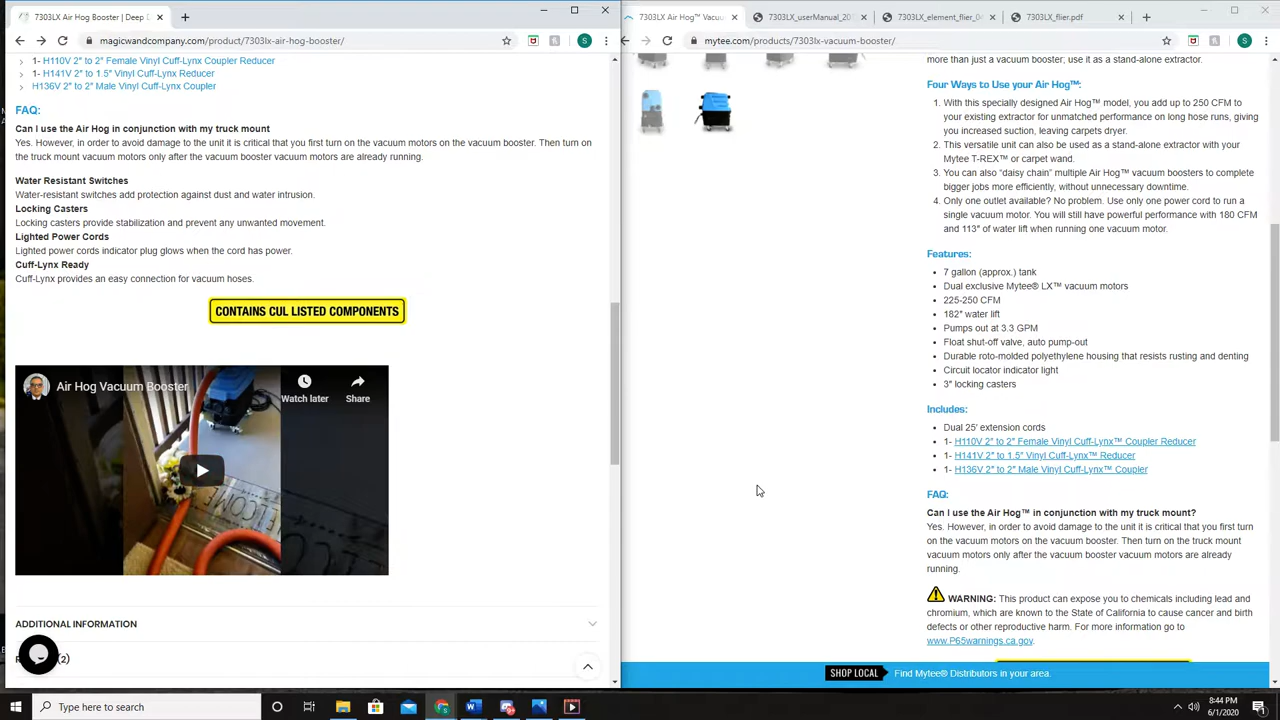 7303LX Air Hog Booster | Deep D
magicwandcompany.com/product/7303lx-air-hog-booster/
1- H110V 2" to 2" Female Vinyl Cuff-Lynx Coupler Reducer
1- H141V 2" to 1.5" Vinyl Cuff-Lynx Reducer
H136V 2" to 2" Male Vinyl Cuff-Lynx Coupler
FAQ:
Can I use the Air Hog in conjunction with my truck mount
Yes. However, in order to avoid damage to the unit it is critical that you first turn on the vacuum motors on the vacuum booster. Then turn on
the truck mount vacuum motors only after the vacuum booster vacuum motors are already running.
Water Resistant Switches
Water-resistant switches add protection against dust and water intrusion.
Locking Casters
Locking casters provide stabilization and prevent any unwanted movement.
Lighted Power Cords
Lighted power cords indicator plug glows when the cord has power.
Cuff-Lynx Ready
Cuff-Lynx provides an easy connection for vacuum hoses.
CONTAINS CUL LISTED COMPONENTS
Air Hog Vacuum Booster
Watch later
Share
ADDITIONAL INFORMATION
(2)
7303LX Air Hog™ Vacuu
7303LX_userManual_20
7303LX_element_flier_0
7303LX_flier.pdf
mytee.com/products/7303lx-vacuum-booster/
more than just a vacuum booster; use it as a stand-alone extractor.
Four Ways to Use your Air Hog™:
1. With this specially designed Air Hog™ model, you add up to 250 CFM to
your existing extractor for unmatched performance on long hose runs, giving
you increased suction, leaving carpets dryer.
2. This versatile unit can also be used as a stand-alone extractor with your
Mytee T-REX™ or carpet wand.
3. You can also "daisy chain" multiple Air Hog™ vacuum boosters to complete
bigger jobs more efficiently, without unnecessary downtime.
4. Only one outlet available? No problem. Use only one power cord to run a
single vacuum motor. You will still have powerful performance with 180 CFM
and 113" of water lift when running one vacuum motor.
Features:
7 gallon (approx.) tank
Dual exclusive Mytee® LX™ vacuum motors
225-250 CFM
182" water lift
Pumps out at 3.3 GPM
Float shut-off valve, auto pump-out
Durable roto-molded polyethylene housing that resists rusting and denting
Circuit locator indicator light
3" locking casters
Includes:
Dual 25' extension cords
1- H110V 2" to 2" Female Vinyl Cuff-Lynx™ Coupler Reducer
1- H141V 2" to 1.5" Vinyl Cuff-Lynx™ Reducer
1- H136V 2" to 2" Male Vinyl Cuff-Lynx™ Coupler
FAQ:
Can I use the Air Hog™ in conjunction with my truck mount?
Yes. However, in order to avoid damage to the unit it is critical that you first turn
on the vacuum motors on the vacuum booster. Then turn on the truck mount
vacuum motors only after the vacuum booster vacuum motors are already
running.
WARNING: This product can expose you to chemicals including lead and
chromium, which are known to the State of California to cause cancer and birth
defects or other reproductive harm. For more information go to
www.P65warnings.ca.gov.
SHOP LOCAL Find Mytee® Distributors in your area.
Type here to search
8:44 PM
6/1/2020